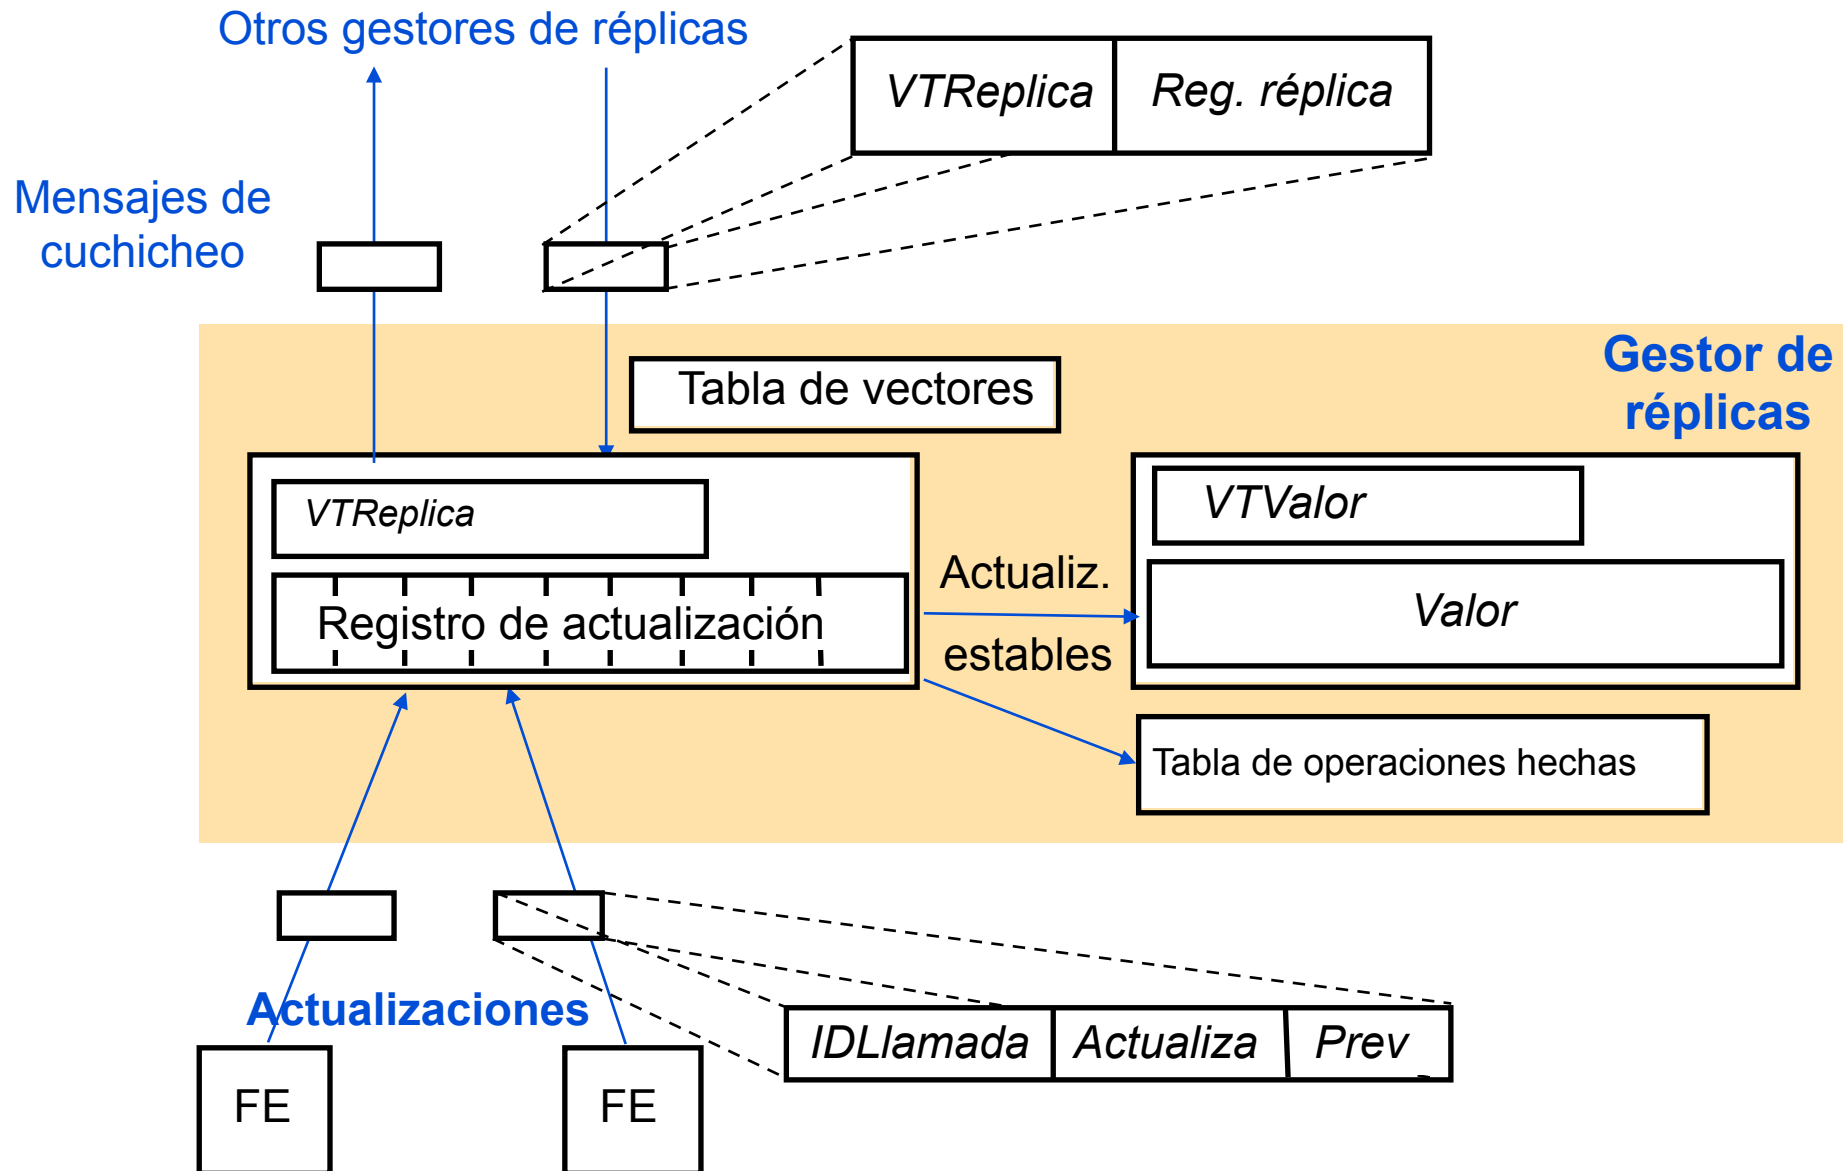 Otros gestores de réplicas
VTReplica
Reg. réplica
Mensajes de
cuchicheo
Gestor de
réplicas
Tabla de vectores
VTReplica
VTValor
Actualiz.
estables
Registro de actualización
Valor
Tabla de operaciones hechas
Actualizaciones
IDLlamada
Actualiza
Prev
FE
FE